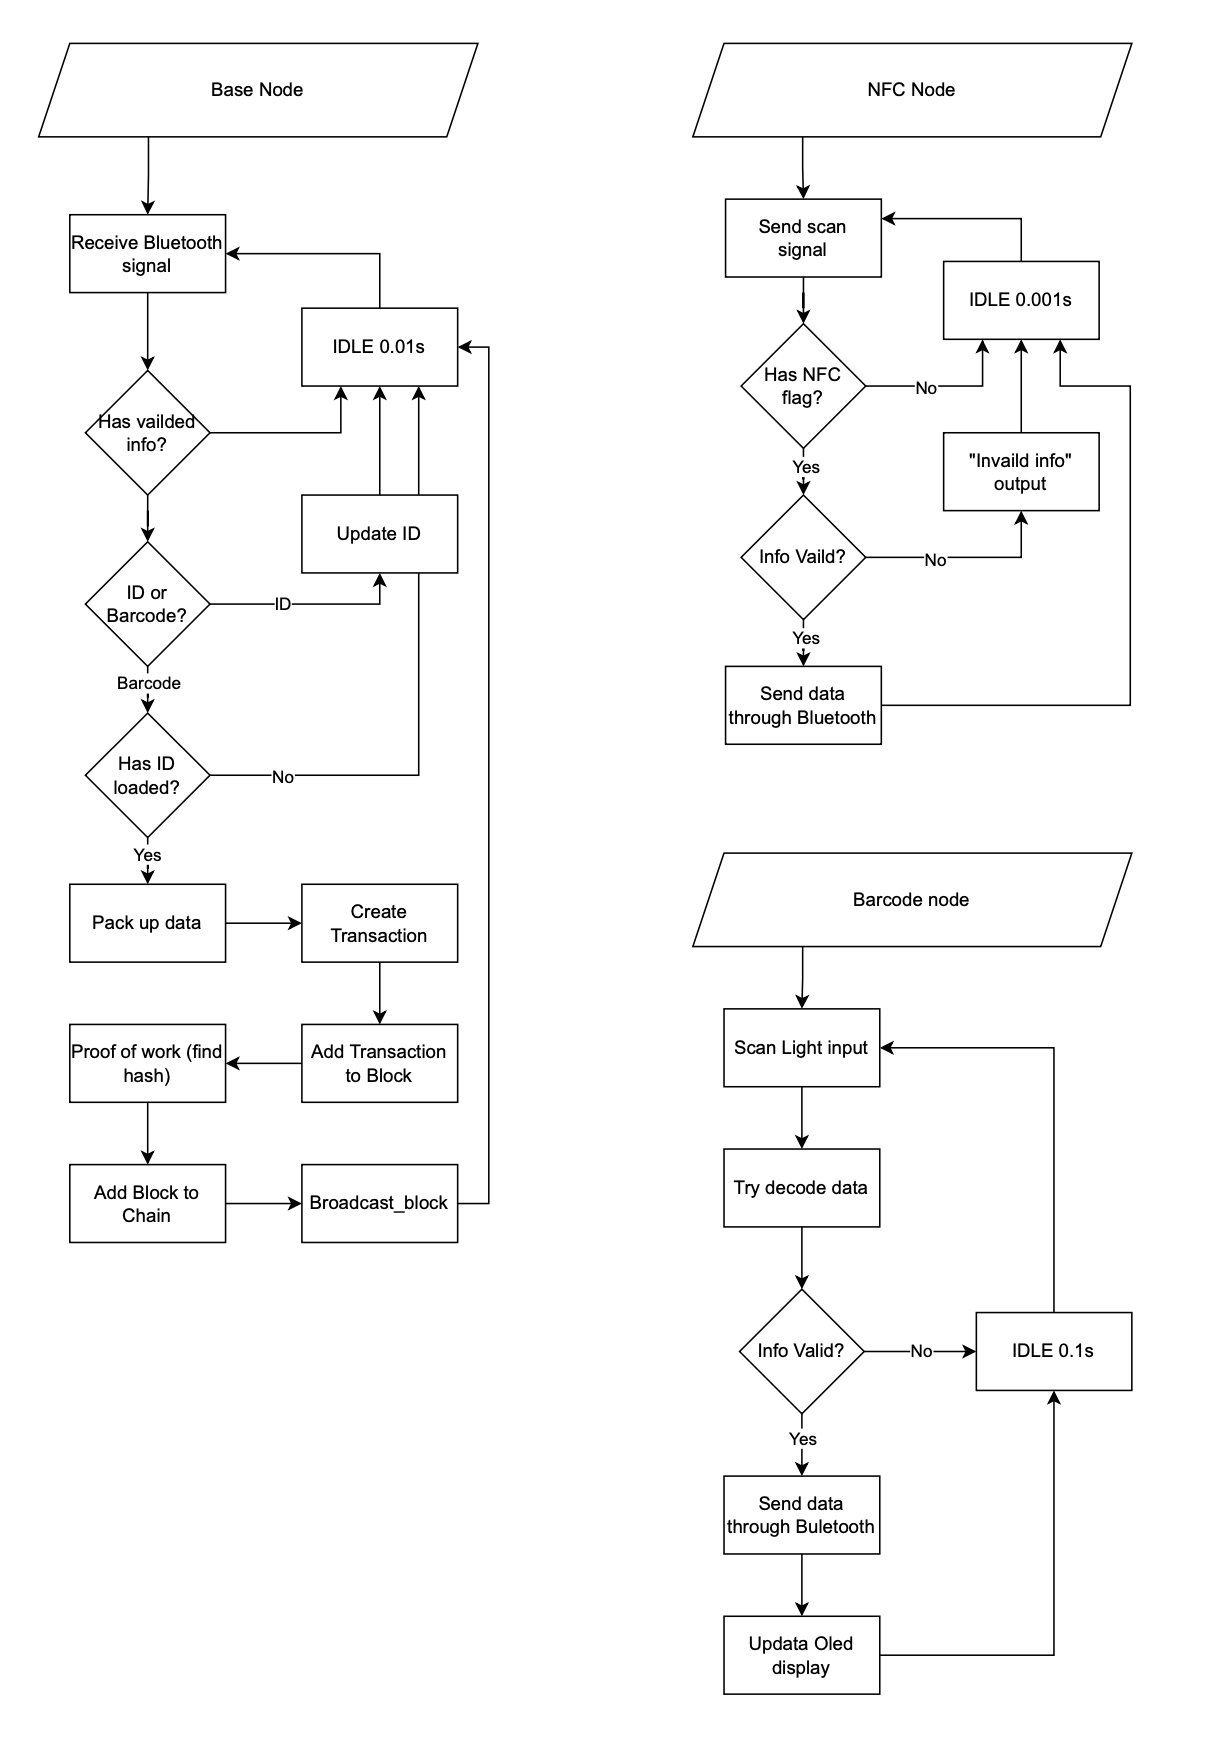 Base Node
Receive Bluetooth
signal
IDLE 0.01s
Has vailded
info?
Update ID
ID or
Barcode?
ID
Barcode
Has ID
loaded?
No
Yes
Pack up data
Create
Transaction
Proof of work (find
hash)
Add Transaction
to Block
Add Block to
Chain
Broadcast_block
NFC Node
Send scan
signal
IDLE 0.001s
Has NFC
flag?
No
Yes
"Invaild info"
output
Info Vaild?
No
Yes
Send data
through Bluetooth
Barcode node
Scan Light input
Try decode data
Info Valid?
No
IDLE 0.1s
Yes
Send data
through Buletooth
Updata Oled
display